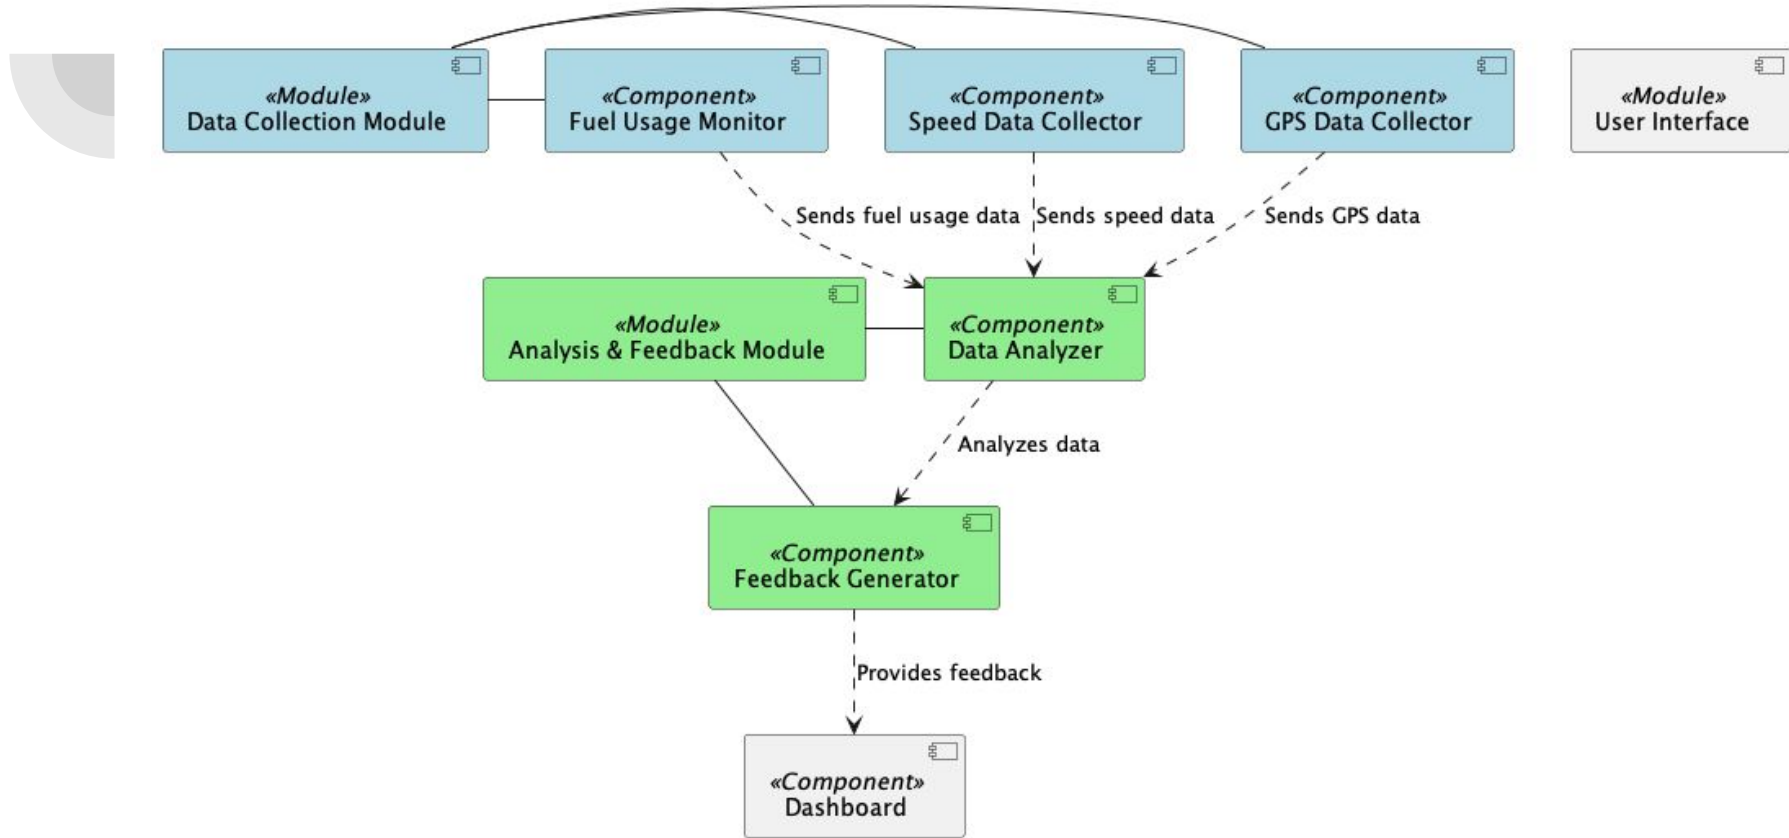 «Module»
Data Collection Module
«Component»
Fuel Usage Monitor
«Component»
Speed Data Collector
«Component»
GPS Data Collector
«Module»
User Interface
Sends fuel usage data
Sends speed data
Sends GPS data
«Module»
Analysis & Feedback Module
«Component»
Data Analyzer
Analyzes data
«Component»
Feedback Generator
Provides feedback
«Component»
Dashboard